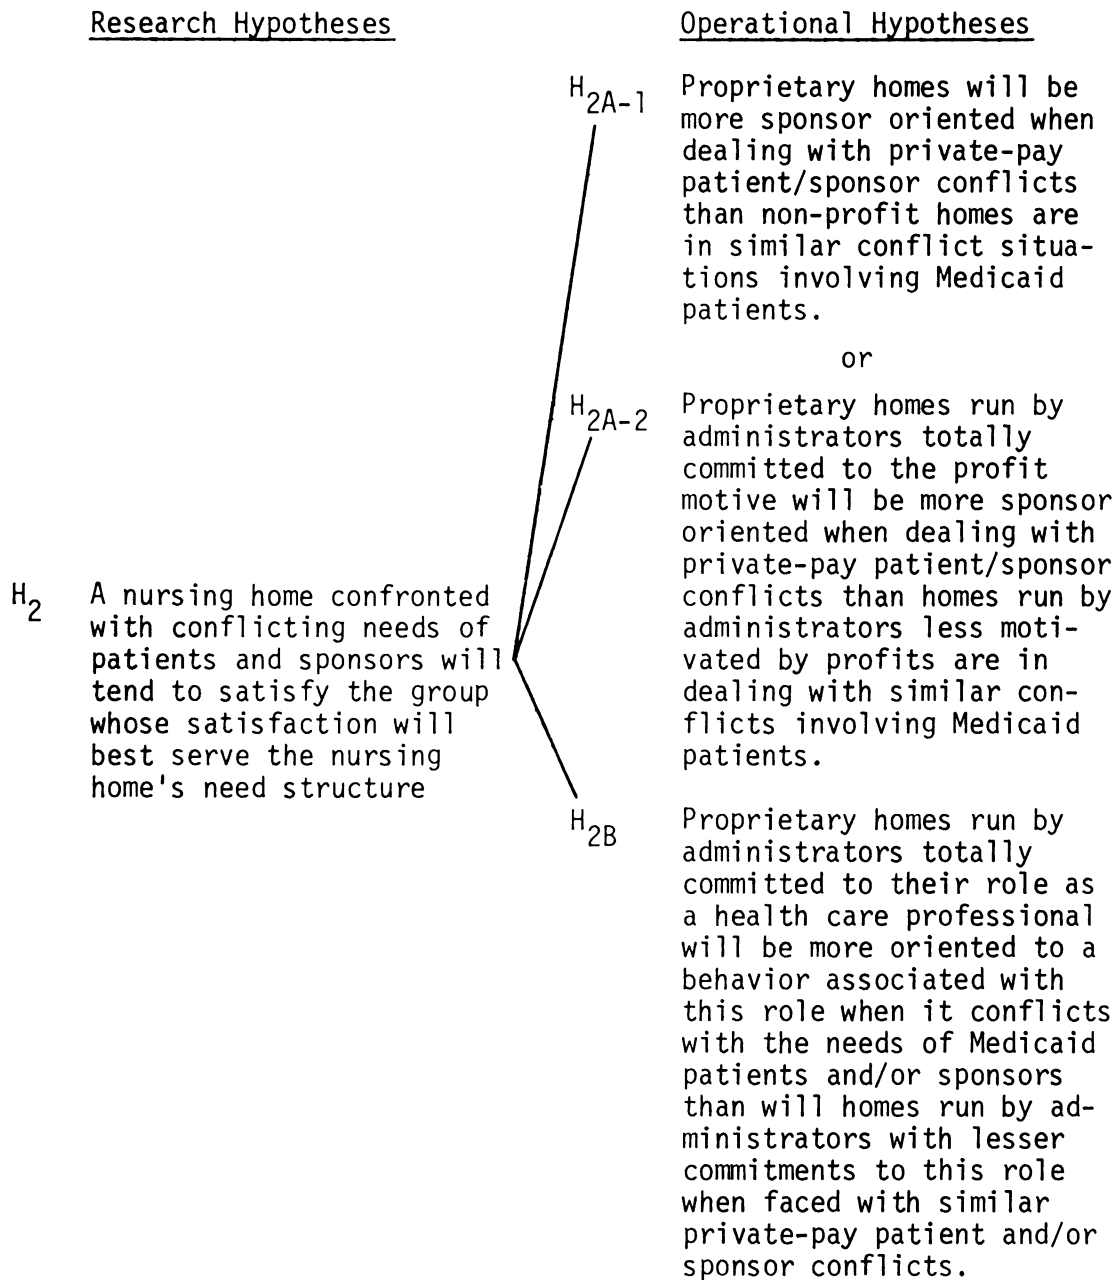 Research Hypotheses
Operational Hypotheses
H2A-1
Proprietary homes will be
more sponsor oriented when
dealing with private-pay
patient/sponsor conflicts
than non-profit homes are
in similar conflict situa-
tions involving Medicaid
patients.
or
H2A-2
Proprietary homes run by
administrators totally
committed to the profit
motive will be more sponsor
oriented when dealing with
private-pay patient/sponsor
conflicts than homes run by
administrators less moti-
vated by profits are in
dealing with similar con-
flicts involving Medicaid
patients.
H2
A nursing home confronted
with conflicting needs of
patients and sponsors will
tend to satisfy the group
whose satisfaction will
best serve the nursing
home's need structure
H2B
Proprietary homes run by
administrators totally
committed to their role as
a health care professional
will be more oriented to a
behavior associated with
this role when it conflicts
with the needs of Medicaid
patients and/or sponsors
than will homes run by ad-
ministrators with lesser
commitments to this role
when faced with similar
private-pay patient and/or
sponsor conflicts.